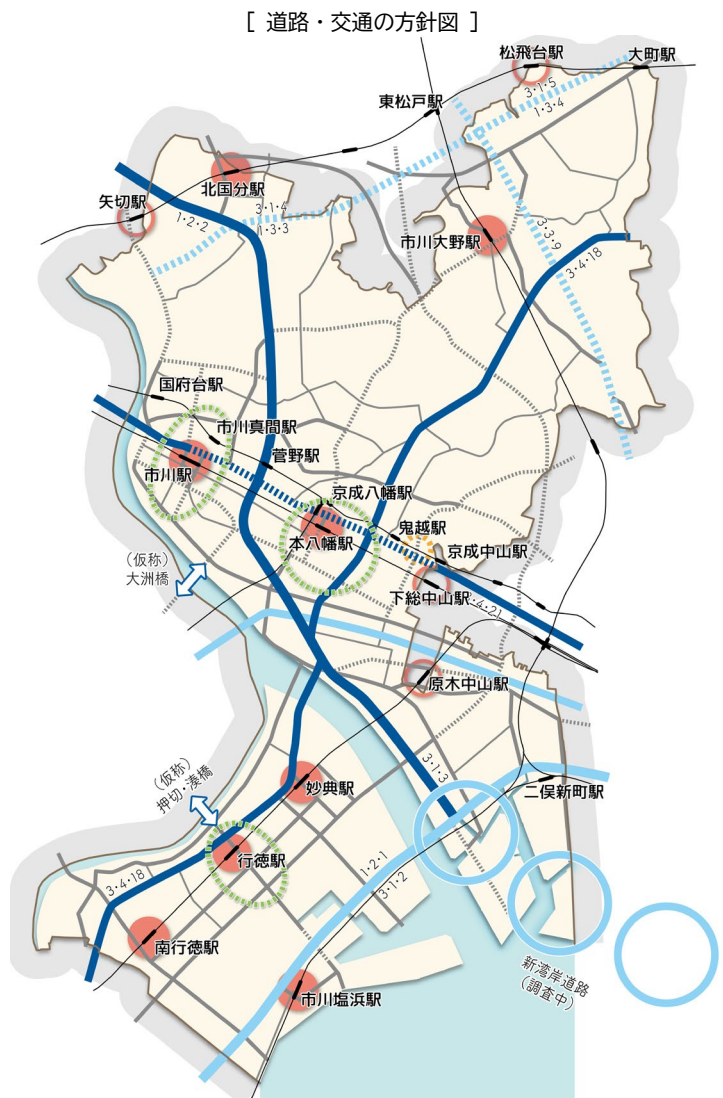 [ 道路・交通の方針図 ]
松飛台駅
大町駅
3・1・5
1・3・4
東松戸駅
北国分駅
矢切駅
1・2・2
3・1・4
1・3・3
市川大野駅
3・3・9
3・4・18
国府台駅
市川真間駅
菅野駅
市川駅
京成八幡駅
鬼越駅
本八幡駅
京成中山駅
(仮称)
大洲橋
下総中山駅
・4・21
原木中山駅
(仮称)
押切・湊橋
妙典駅
3・1・3
二俣新町駅
行徳駅
1・2・1
3・1・2
3・4・18
南行徳駅
新湾岸道路
(調査中)
市川塩浜駅